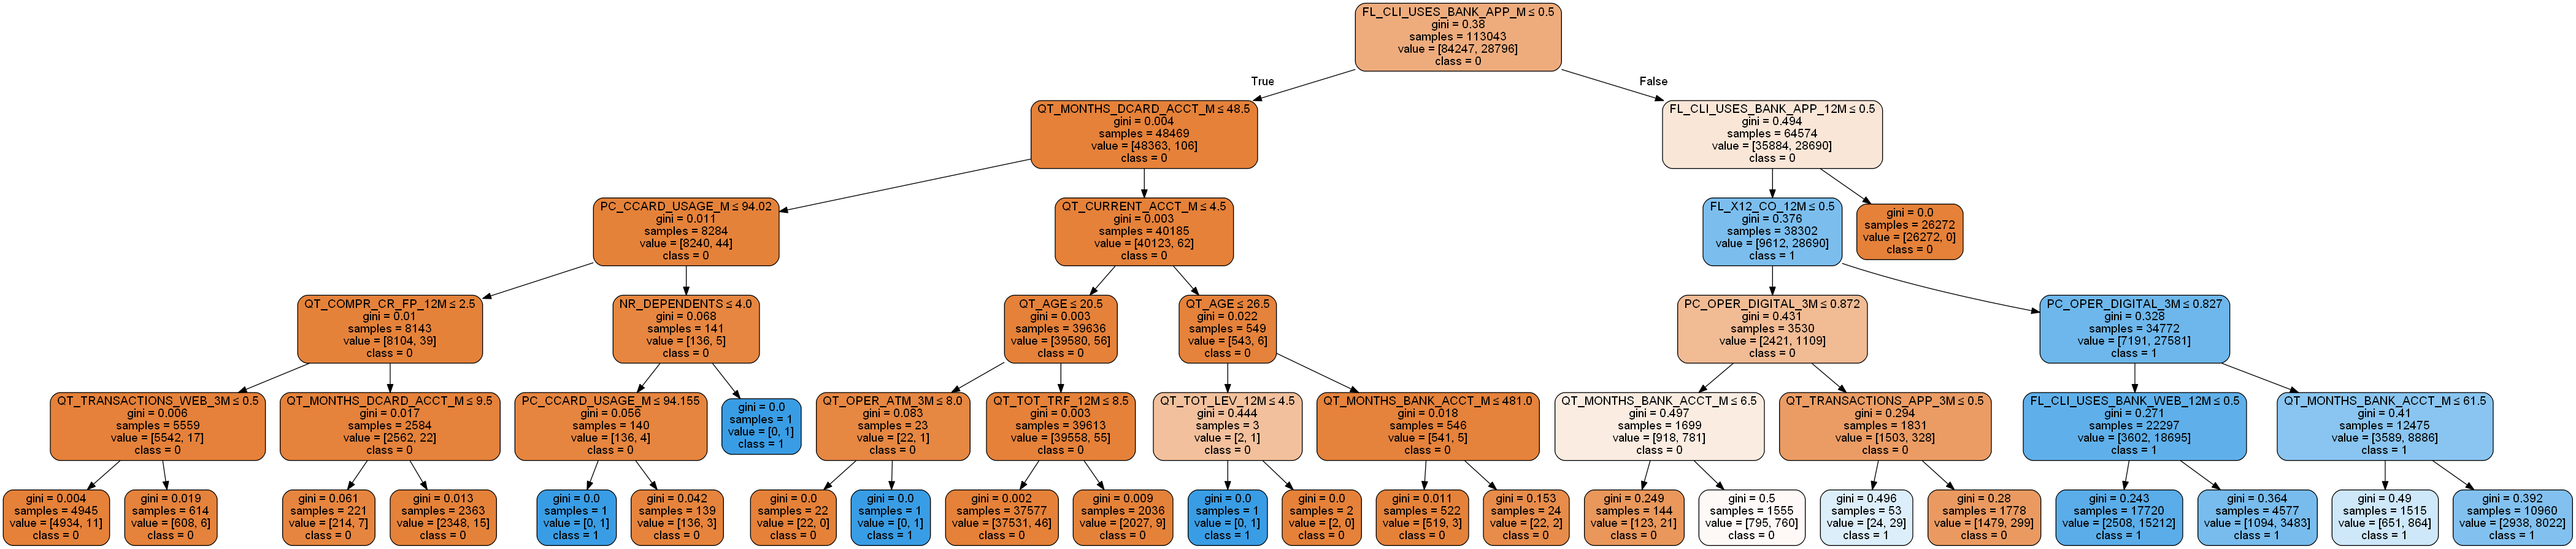 FL_CLI_USES_BANK_APP_M ≤ 0.5
gini = 0.38
samples = 113043
value = [84247, 28796]
class = 0
True
False
QT_MONTHS_DCARD_ACCT_M ≤ 48.5
gini = 0.004
samples = 48469
value = [48363, 106]
class = 0
FL_CLI_USES_BANK_APP_12M ≤ 0.5
gini = 0.494
samples = 64574
value = [35884, 28690]
class = 0
PC_CCARD_USAGE_M ≤ 94.02
gini = 0.011
samples = 8284
value = [8240, 44]
class = 0
QT_CURRENT_ACCT_M ≤ 4.5
gini = 0.003
samples = 40185
value = [40123, 62]
class = 0
FL_X12_CO_12M ≤ 0.5
gini = 0.376
samples = 38302
value = [9612, 28690]
class = 1
gini = 0.0
samples = 26272
value = [26272, 0]
class = 0
QT_COMPR_CR_FP_12M ≤ 2.5
gini = 0.01
samples = 8143
value = [8104, 39]
class = 0
NR_DEPENDENTS ≤ 4.0
gini = 0.068
samples = 141
value = [136, 5]
class = 0
QT_AGE ≤ 20.5
gini = 0.003
samples = 39636
value = [39580, 56]
class = 0
QT_AGE ≤ 26.5
gini = 0.022
samples = 549
value = [543, 6]
class = 0
PC_OPER_DIGITAL_3M ≤ 0.872
gini = 0.431
samples = 3530
value = [2421, 1109]
class = 0
PC_OPER_DIGITAL_3M ≤ 0.827
gini = 0.328
samples = 34772
value = [7191, 27581]
class = 1
QT_TRANSACTIONS_WEB_3M ≤ 0.5
gini = 0.006
samples = 5559
value = [5542, 17]
class = 0
QT_MONTHS_DCARD_ACCT_M ≤ 9.5
gini = 0.017
samples = 2584
value = [2562, 22]
class = 0
PC_CCARD_USAGE_M ≤ 94.155
gini = 0.056
samples = 140
value = [136, 4]
class = 0
gini = 0.0
samples = 1
value = [0, 1]
class = 1
QT_OPER_ATM_3M ≤ 8.0
gini = 0.083
samples = 23
value = [22, 1]
class = 0
QT_TOT_TRF_12M ≤ 8.5
gini = 0.003
samples = 39613
value = [39558, 55]
class = 0
QT_TOT_LEV_12M ≤ 4.5
gini = 0.444
samples = 3
value = [2, 1]
class = 0
QT_MONTHS_BANK_ACCT_M ≤ 481.0
gini = 0.018
samples = 546
value = [541, 5]
class = 0
QT_MONTHS_BANK_ACCT_M ≤ 6.5
gini = 0.497
samples = 1699
value = [918, 781]
class = 0
QT_TRANSACTIONS_APP_3M ≤ 0.5
gini = 0.294
samples = 1831
value = [1503, 328]
class = 0
FL_CLI_USES_BANK_WEB_12M ≤ 0.5
gini = 0.271
samples = 22297
value = [3602, 18695]
class = 1
QT_MONTHS_BANK_ACCT_M ≤ 61.5
gini = 0.41
samples = 12475
value = [3589, 8886]
class = 1
gini = 0.004
samples = 4945
value = [4934, 11]
class = 0
gini = 0.019
samples = 614
value = [608, 6]
class = 0
gini = 0.061
samples = 221
value = [214, 7]
class = 0
gini = 0.013
samples = 2363
value = [2348, 15]
class = 0
gini = 0.0
samples = 1
value = [0, 1]
class = 1
gini = 0.042
samples = 139
value = [136, 3]
class = 0
gini = 0.0
samples = 22
value = [22, 0]
class = 0
gini = 0.0
samples = 1
value = [0, 1]
class = 1
gini = 0.002
samples = 37577
value = [37531, 46]
class = 0
gini = 0.009
samples = 2036
value = [2027, 9]
class = 0
gini = 0.0
samples = 1
value = [0, 1]
class = 1
gini = 0.0
samples = 2
value = [2, 0]
class = 0
gini = 0.011
samples = 522
value = [519, 3]
class = 0
gini = 0.153
samples = 24
value = [22, 2]
class = 0
gini = 0.249
samples = 144
value = [123, 21]
class = 0
gini = 0.5
samples = 1555
value = [795, 760]
class = 0
gini = 0.496
samples = 53
value = [24, 29]
class = 1
gini = 0.28
samples = 1778
value = [1479, 299]
class = 0
gini = 0.243
samples = 17720
value = [2508, 15212]
class = 1
gini = 0.364
samples = 4577
value = [1094, 3483]
class = 1
gini = 0.49
samples = 1515
value = [651, 864]
class = 1
gini = 0.392
samples = 10960
value = [2938, 8022]
class = 1